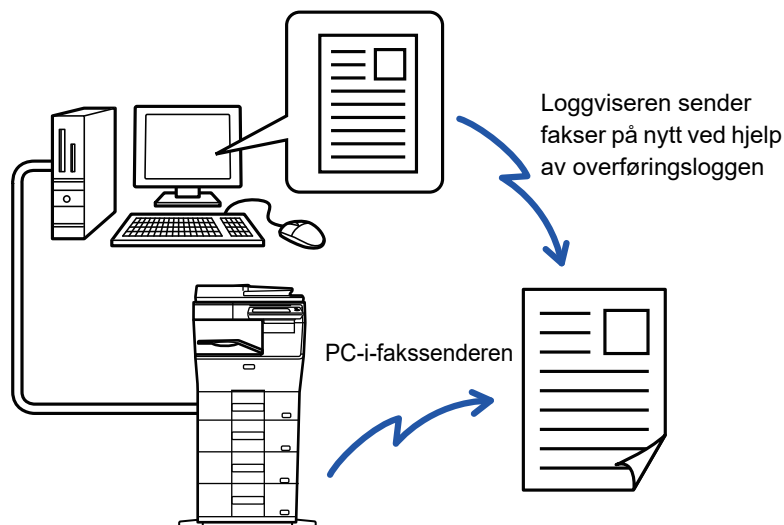 Loggviseren sender
fakser på nytt ved hjelp
av overføringsloggen
PC-i-fakssenderen